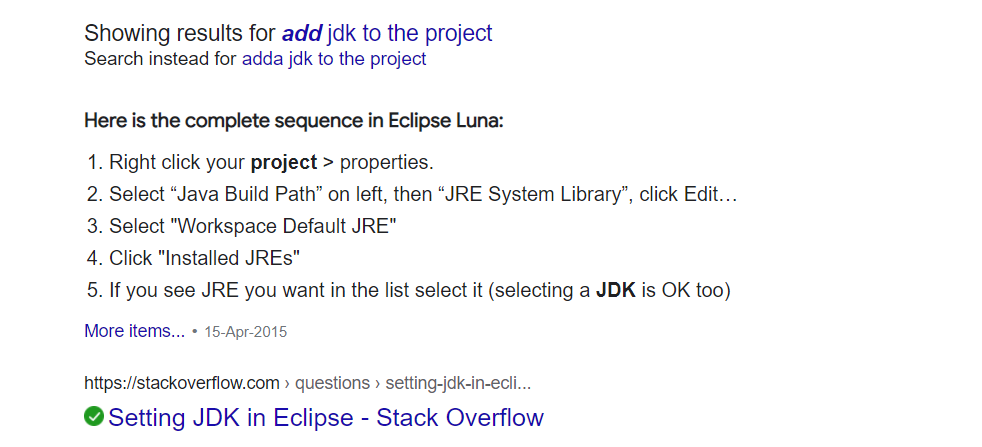 Showing results for add jdk to the project
Search instead for adda jdk to the project
Here is the complete sequence in Eclipse Luna:
1. Right click your project > properties.
2. Select “Java Build Path” on left, then “JRE System Library”, click Edit…
3. Select "Workspace Default JRE"
4. Click "Installed JREs"
5. If you see JRE you want in the list select it (selecting a JDK is OK too)
More items... • 15-Apr-2015
https://stackoverflow.com › questions › setting-jdk-in-ecli...
Setting JDK in Eclipse - Stack Overflow